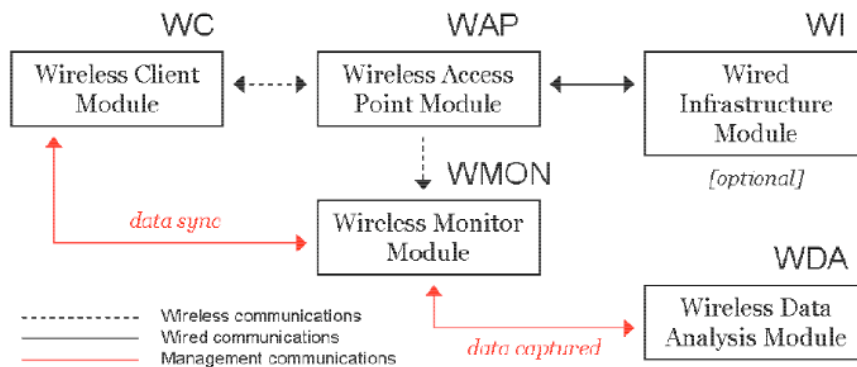 WC
WAP
WI
Wireless Client
Module
Wireless Access
Point Module
Wired
Infrastructure
Module
[optional]
WMON
data sync
Wireless Monitor
Module
WDA
Wireless Data
Analysis Module
data captured
Wireless communications
Wired communications
Management communications